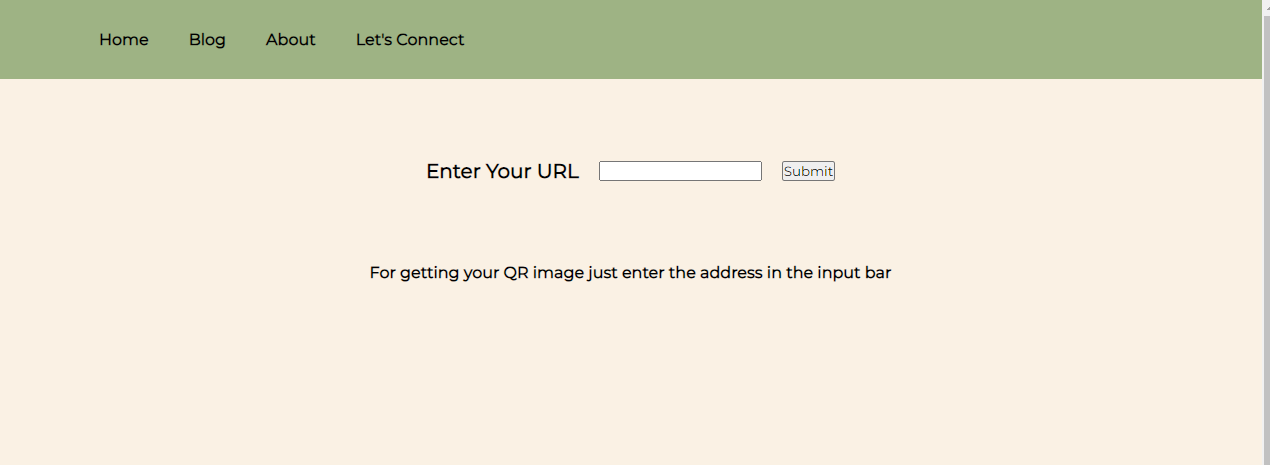 Home Blog About Let's Connect
Enter Your URL Submit
For getting your QR image just enter the address in the input bar